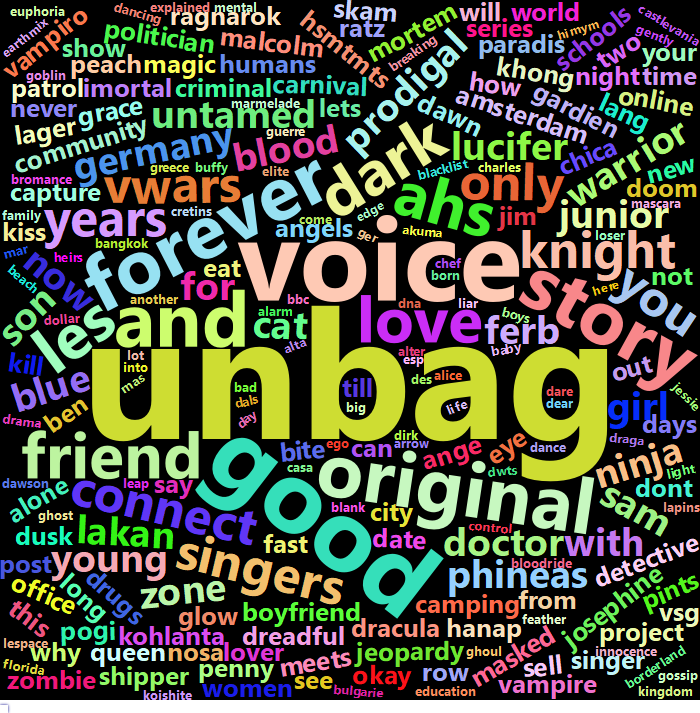 euphoria
dancing
explained
mental
skam
will
world
castlevania
earthmix
vampiro
politician
ragnarok
ratz
hsmtmts
mortem
series
himym
schools
gently
show
malcolm
breaking
paradis
two
your
goblin
peach
magic
humans
prodigal
khong
night
time
patrol
imortal
criminal
carnival
how
gardien
online
never
grace
untamed
marmelade
lets
dawn
amsterdam
lang
lager
community
germany
guerre
blood
dark
lucifer
chica
warrior
new
greece
buffy
elite
blacklist
charles
doom
bromance
capture
vwars
forever
ahs
only
junior
mascara
family
years
cretins
angels
come
edge
jim
loser
kiss
bangkok
ger
akuma
voice
knight
mar
heirs
now
for
eat
chef
born
story
you
not
beach
another
bbc
dna
liar
here
son
dollar
les
and
alarm
cat
love
boys
ferb
kill
lot
into
alta
alter
esp
baby
out
jessie
blue
mas
unbag
bad
till
des
alice
dare
girl
ben
dals
big
life
dear
days
drama
day
dirk
arrow
dance
draga
friend
good
bite
ego
can
ange
eye
ninja
light
dawson
leap
say
casa
original
dwts
dont
lapins
alone
connect
blank
city
sam
ghost
lakan
control
dusk
date
doctor
with
post
young
singers
fast
bloodride
detective
office
long
drugs
zone
phineas
josephine
pints
this
glow
boyfriend
camping
from
vsg
pogi
kohlanta
dreadful
dracula
hanap
feather
project
lespace
why
queen
nosa
lover
jeopardy
ghoul
masked
singer
innocence
florida
penny
meets
okay
row
sell
borderland
gossip
zombie
shipper
women
see
bulgarie
vampire
kingdom
koishite
education